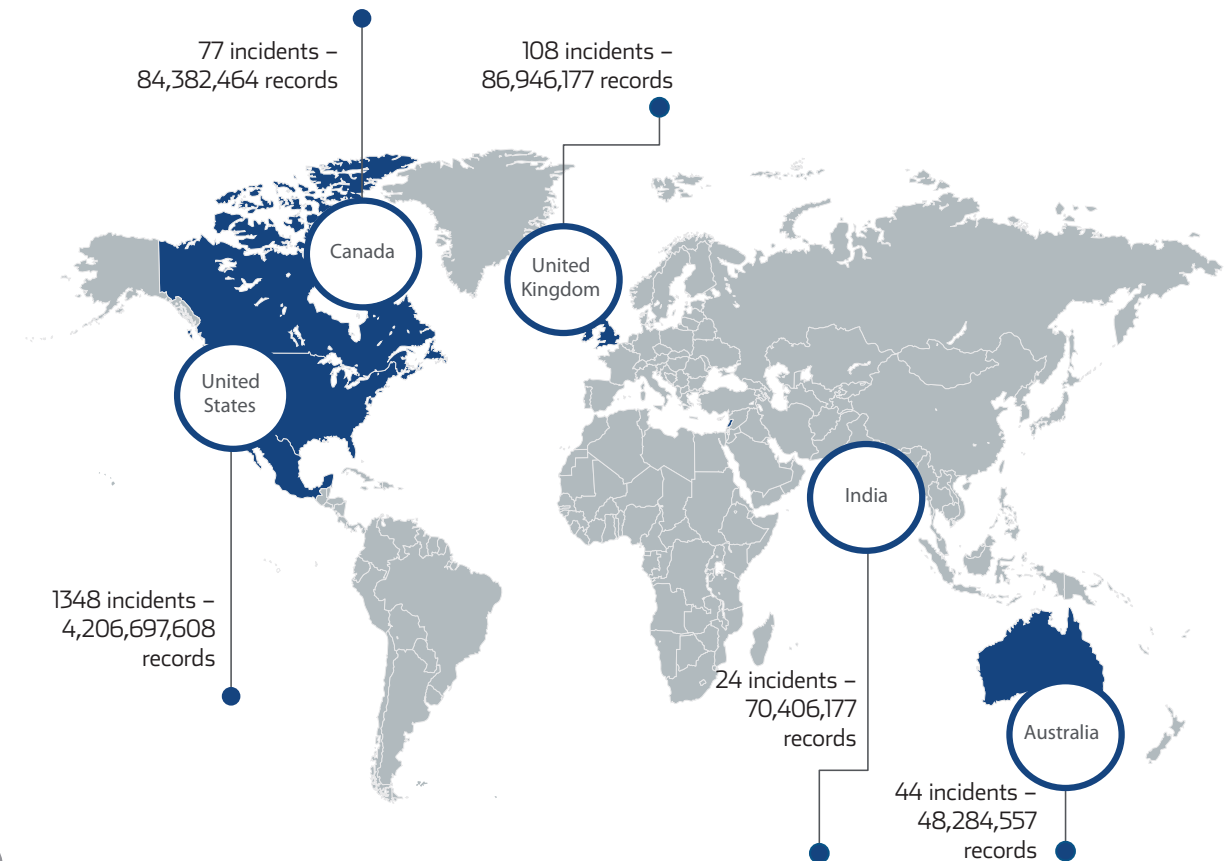 77 incidents –
84,382,464 records
108 incidents –
86,946,177 records
Canada
United
Kingdom
United
States
India
1348 incidents –
4,206,697,608
records
24 incidents –
70,406,177
records
Australia
44 incidents –
48,284,557
records